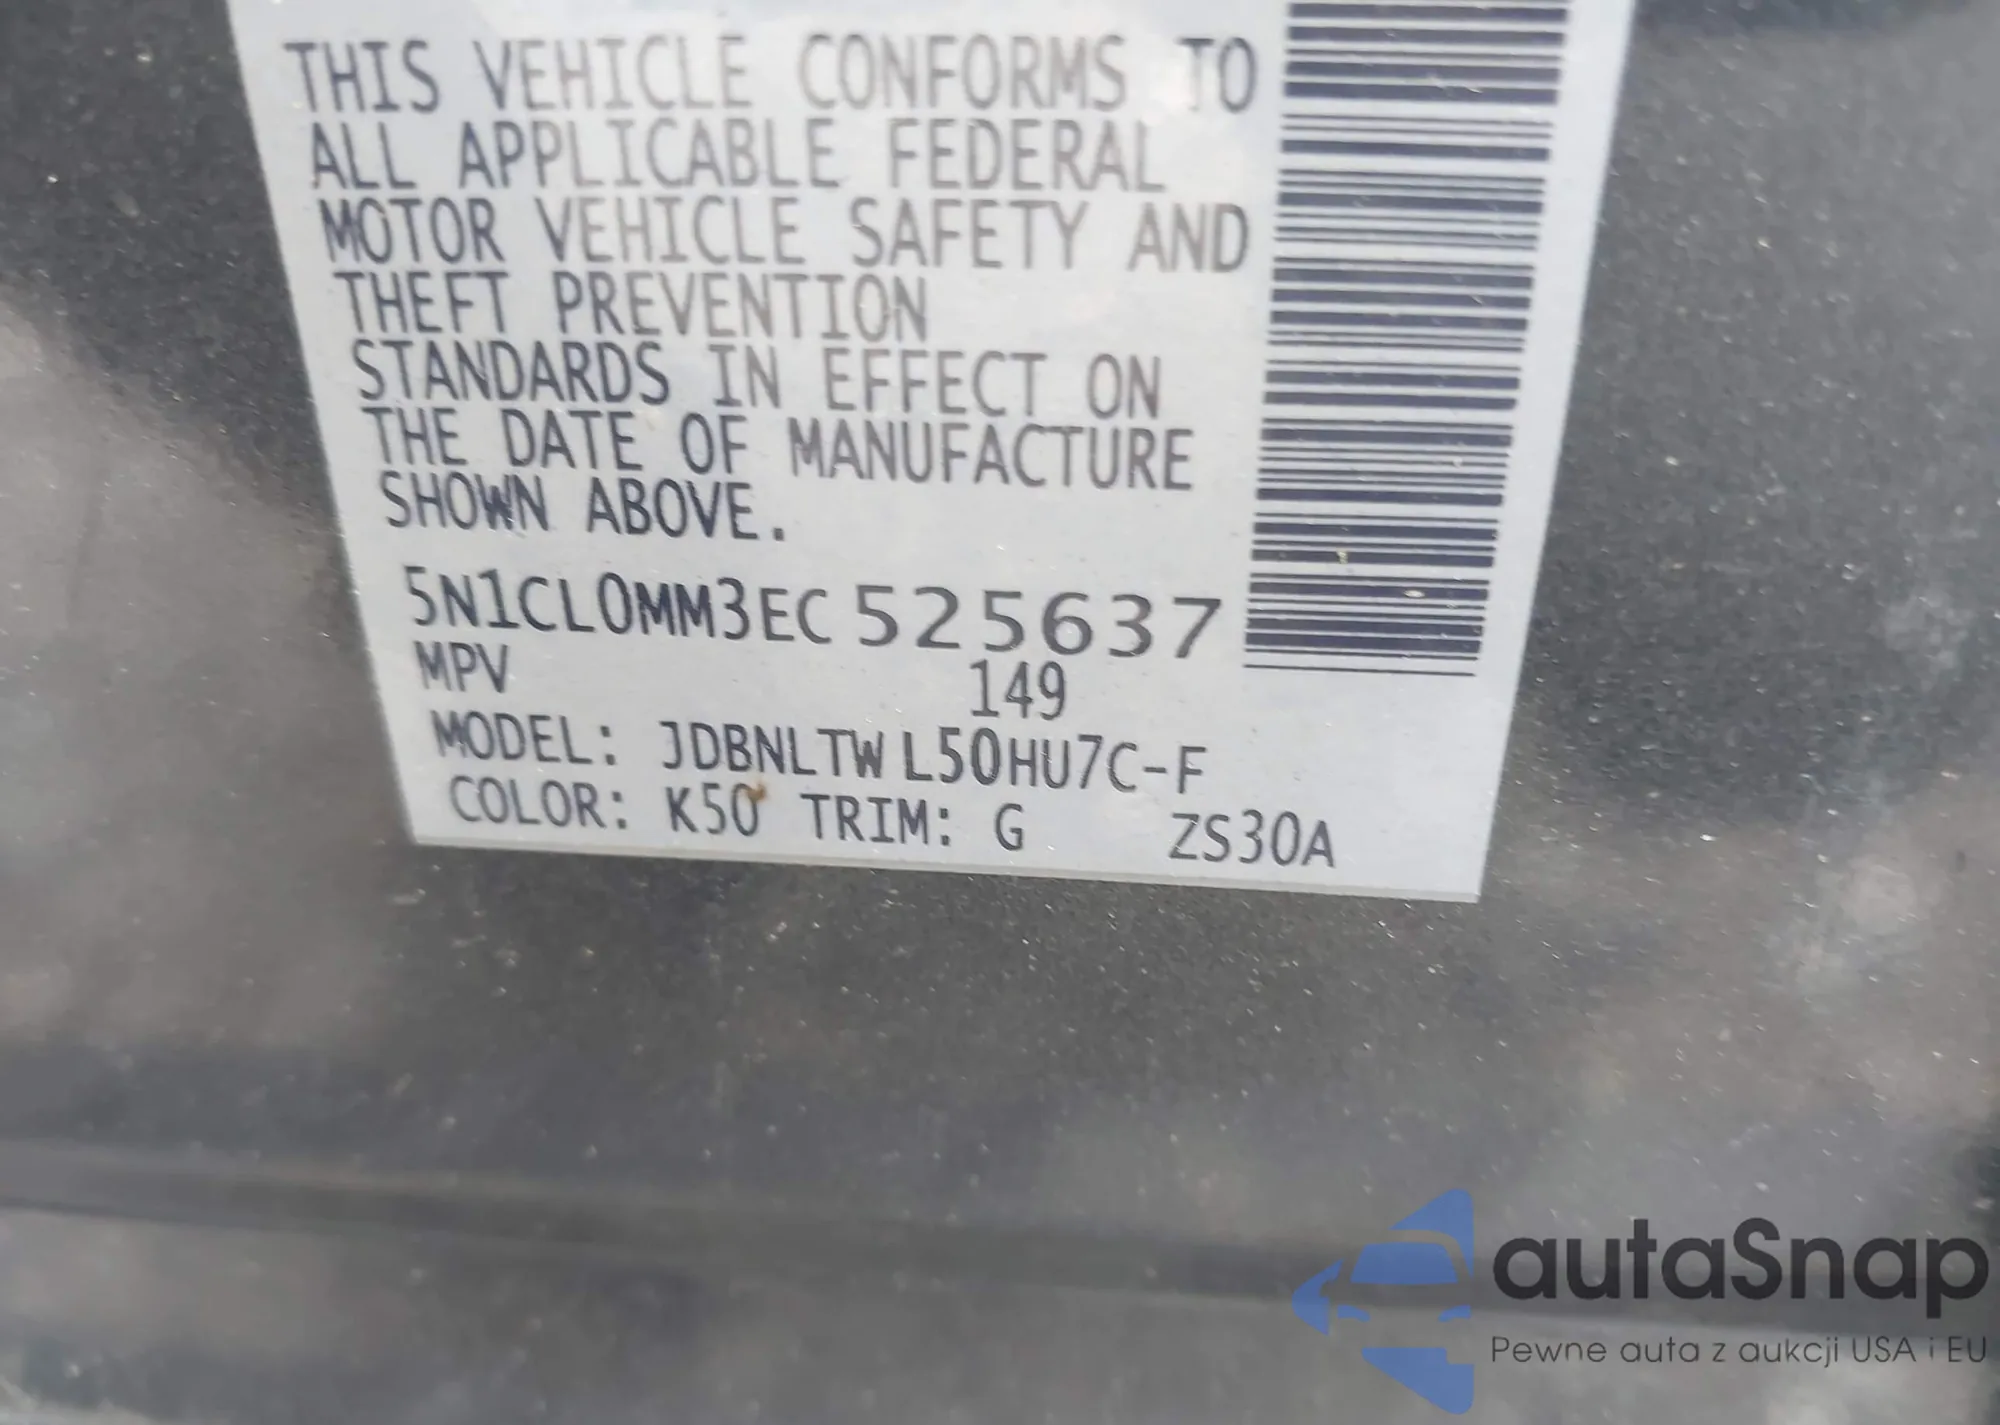 THIS VEHICLE CONFORMS TO
ALL APPLICABLE FEDERAL
MOTOR VEHICLE SAFETY AND
THEFT PREVENTION
STANDARDS IN EFFECT ON
THE DATE OF MANUFACTURE
SHOWN ABOVE.
5N1CL0MM3EC525637
MPV 149
MODEL: JDBNLTWL50HU7C-F
COLOR: K50 TRIM: G ZS30A
autaSnap
Pewne auta z aukcji USA i EU